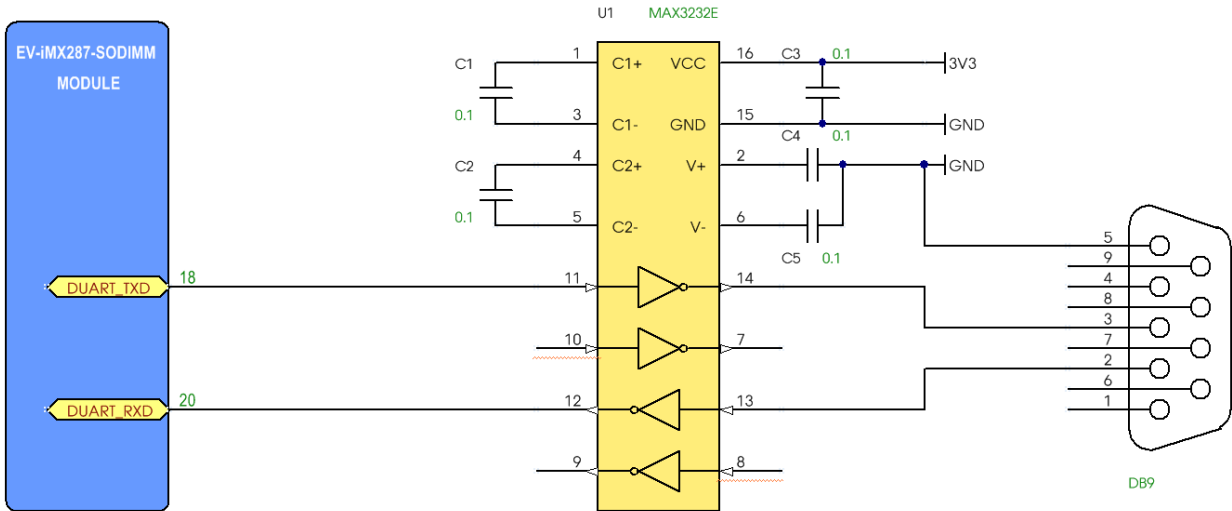 U1 MAX3232E
EV-iMX287-SODIMM
MODULE
C1
0.1
1 C1+ VCC 16 C3 0.1 3V3
3 C1- GND 15 0.1 GND
C4
C2
0.1
4 C2+ V+ 2 GND
5 C2- V- 6
C5 0.1
DUART_TXD 18 11 14
10 7
DUART_RXD 20 12 13
9 8
5
9
4
8
3
7
2
6
1
DB9